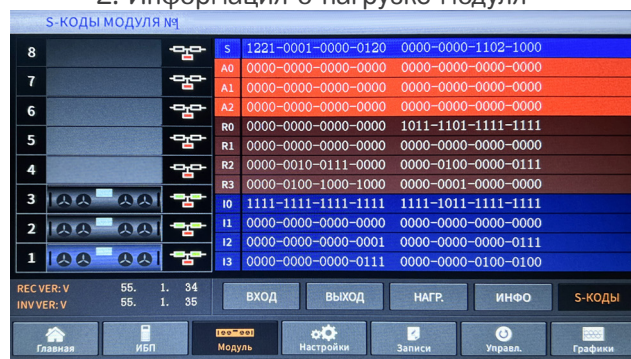 2. Информация о нагрузке модуля
S-КОДЫ МОДУЛЯ №1
8 S 1221-0001-0000-0120 0000-0000-1102-1000
A0 0000-0000-0000-0000 0000-0000-0000-0000
7 A1 0000-0000-0000-0000 0000-0000-0000-0000
6 A2 0000-0000-0000-0000 0000-0000-0000-0000
R0 0000-0000-0000-0000 1011-1101-1111-1111
5 R1 0000-0000-0000-0000 0000-0000-0000-0000
4 R2 0000-0010-0111-0000 0000-0100-0000-0111
R3 0000-0100-1000-1000 0000-0001-0000-0000
3 I0 1111-1111-1111-1111 1111-1011-1111-0000
2 I1 0000-0000-0000-0000 0000-0000-0000-0000
I2 0000-0000-0000-0001 0000-0000-0000-0111
1 I3 0000-0000-0000-0111 0000-0000-0100-0100
REC VER: V 55. 1. 34
INV VER: V 55. 1. 35
ВХОД ВЫХОД НАГР. ИНФО S-КОДЫ
Главная ИБП Модуль Настройки Записи Управл. Графики